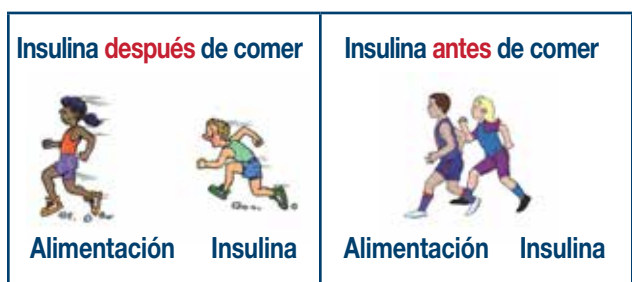 Insulina después de comer
Alimentación Insulina
Insulina antes de comer
Alimentación Insulina